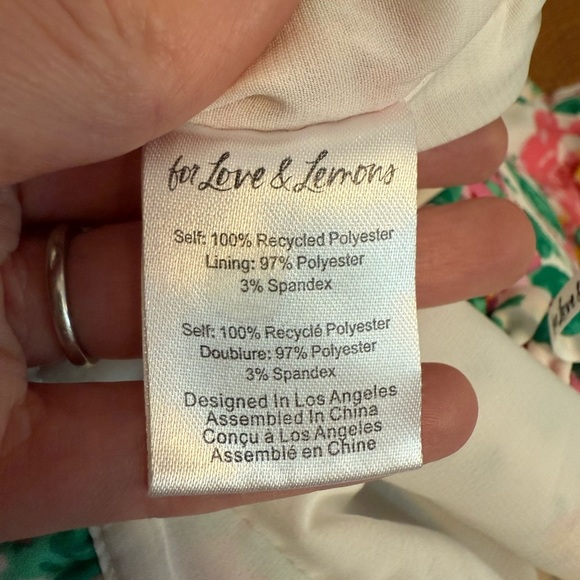 for Love & Lemons
Self: 100% Recycled Polyester
Lining: 97% Polyester
3% Spandex
Self: 100% Recyclé Polyester
Doublure: 97% Polyester
3% Spandex
Designed In Los Angeles
Assembled In China
Conçu à Los Angeles
Assemblé en Chine